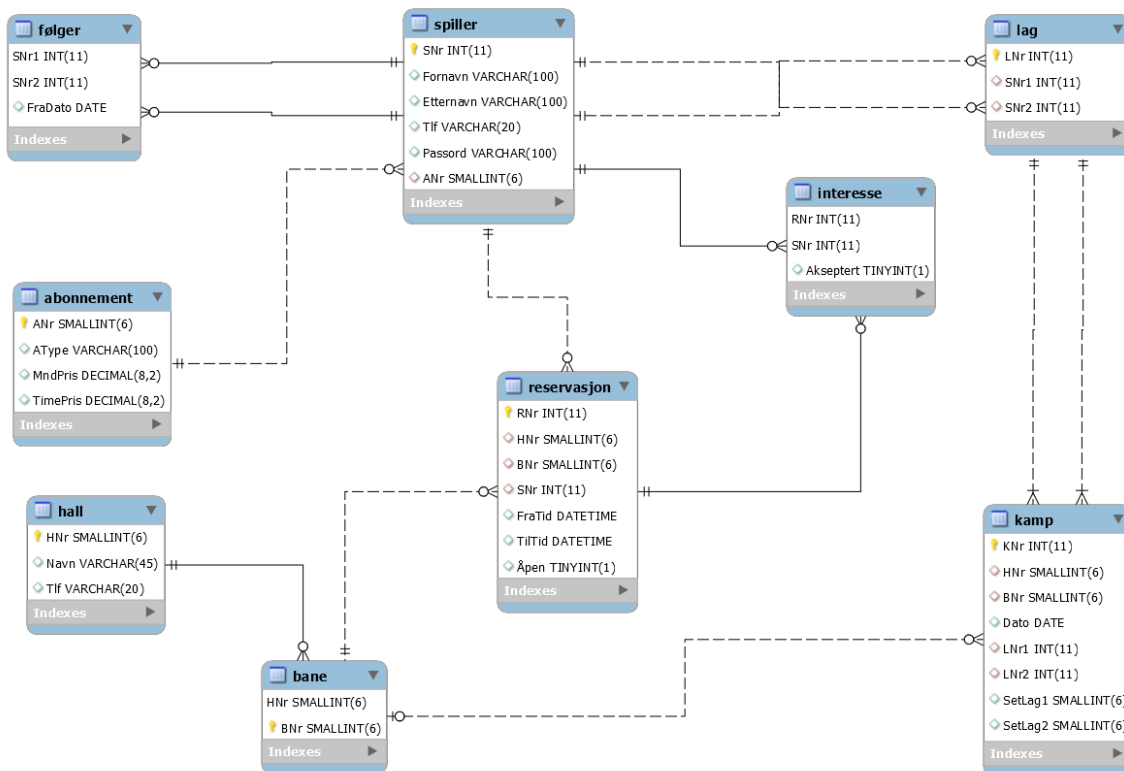 følger
SNr1 INT(11)
SNr2 INT(11)
FraDato DATE
Indexes
spiller
SNr INT(11)
Fornavn VARCHAR(100)
Etternavn VARCHAR(100)
Tlf VARCHAR(20)
Passord VARCHAR(100)
ANr SMALLINT(6)
Indexes
lag
LNr INT(11)
SNr1 INT(11)
SNr2 INT(11)
Indexes
interesse
RNr INT(11)
SNr INT(11)
Akseptert TINYINT(1)
Indexes
abonnement
ANr SMALLINT(6)
AType VARCHAR(100)
MndPris DECIMAL(8,2)
TimePris DECIMAL(8,2)
Indexes
reservasjon
RNr INT(11)
HNr SMALLINT(6)
BNr SMALLINT(6)
SNr INT(11)
FraTid DATETIME
TilTid DATETIME
Åpen TINYINT(1)
Indexes
hall
HNr SMALLINT(6)
Navn VARCHAR(45)
Tlf VARCHAR(20)
Indexes
kamp
KNr INT(11)
HNr SMALLINT(6)
BNr SMALLINT(6)
Dato DATE
LNr1 INT(11)
LNr2 INT(11)
SetLag1 SMALLINT(6)
SetLag2 SMALLINT(6)
Indexes
bane
HNr SMALLINT(6)
BNr SMALLINT(6)
Indexes